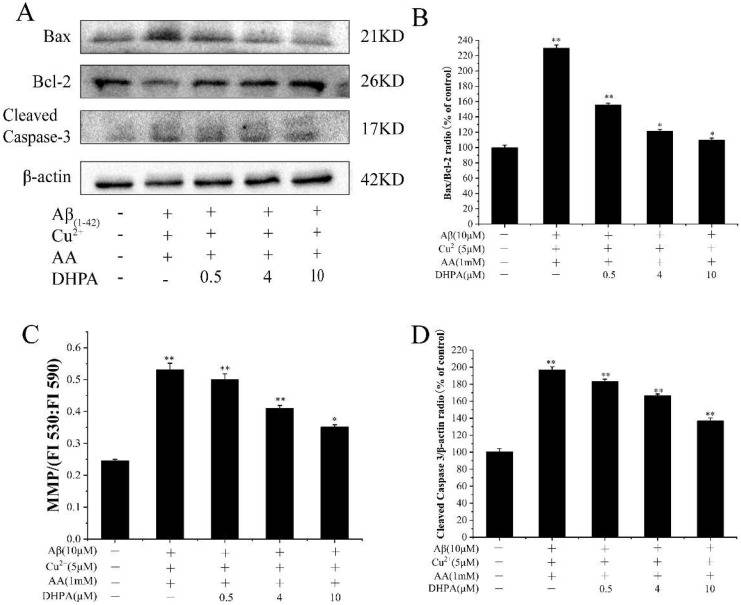 A
Bax 21KD
Bcl-2 26KD
Cleaved
Caspase-3 17KD
β-actin 42KD
Aβ(1-42) - + + + +
Cu²⁺ - + + + +
AA - + + + +
DHPA - - 0.5 4 10
B
Bax/Bcl-2 radio(% of control)
240
220
200
180
160
140
120
100
80
60
40
20
0
** ** * *
Aβ(10μM) — + + + +
Cu²⁺(5μM) — + + + +
AA(1mM) — + + + +
DHPA(μM) — — 0.5 4 10
C
MMP/(FI 530:FI 590)
0.6
0.5
0.4
0.3
0.2
0.1
0.0
** ** ** *
Aβ(10μM) — + + + +
Cu²⁺(5μM) — + + + +
AA(1mM) — + + + +
DHPA(μM) — — 0.5 4 10
D
Cleaved Caspase 3/β-actin radio(% of control)
240
220
200
180
160
140
120
100
80
60
40
20
0
** ** ** **
Aβ(10μM) — + + + +
Cu²⁺(5μM) — + + + +
AA(1mM) — + + + +
DHPA(μM) — — 0.5 4 10